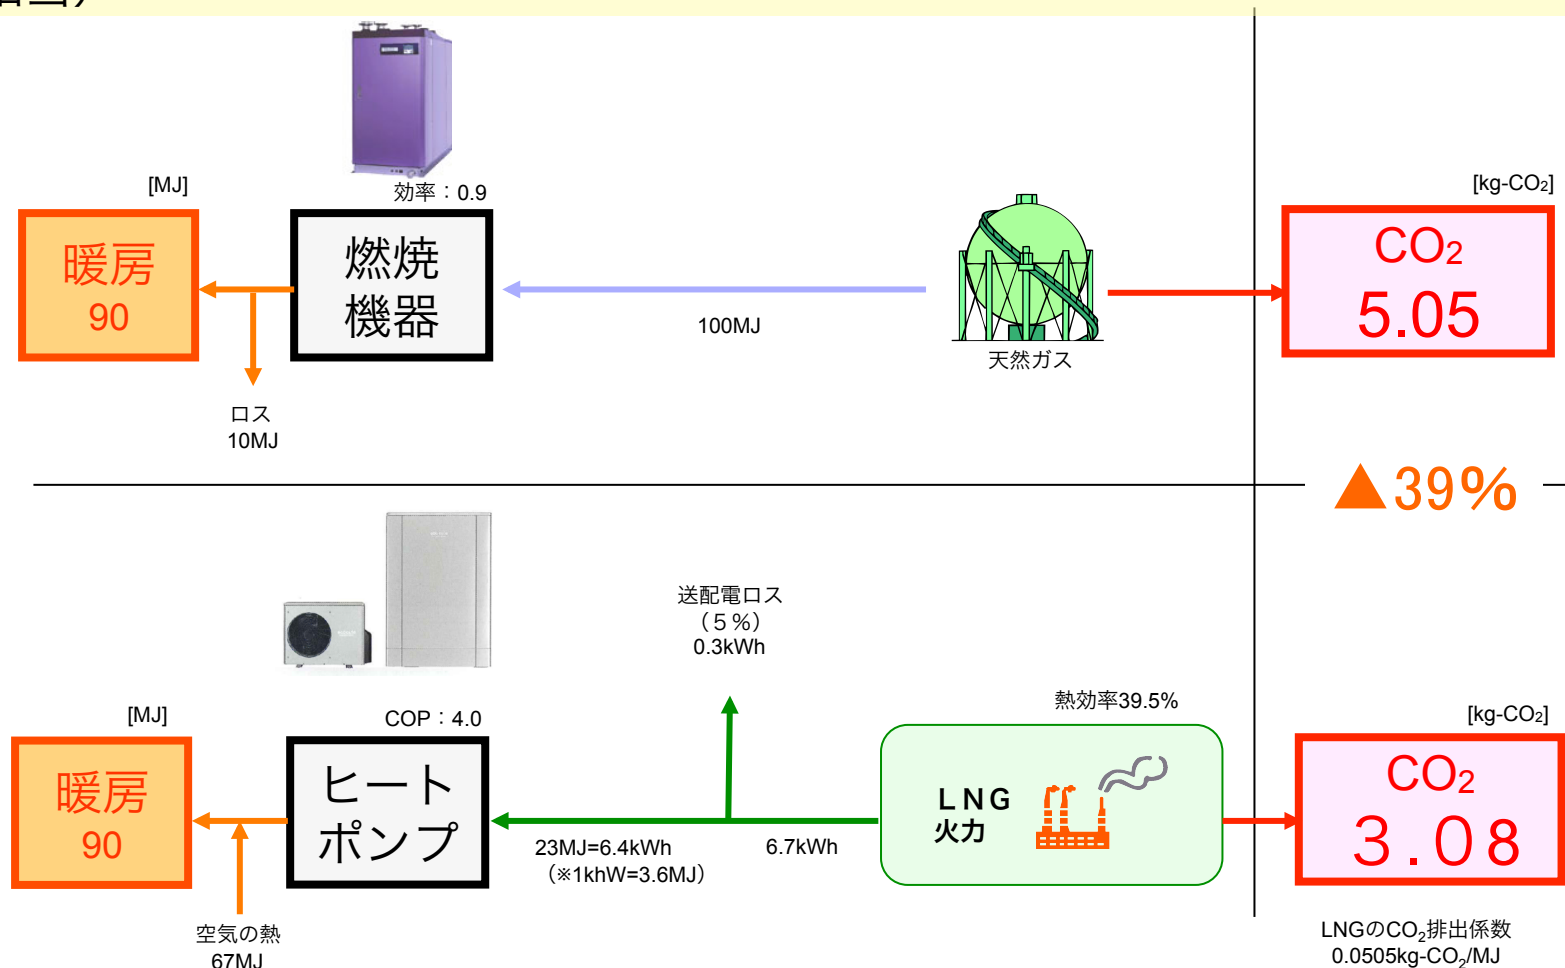 [MJ]
効率：0.9
[kg-CO₂]
暖房
90
燃焼
機器
100MJ
天然ガス
CO₂
5.05
ロス
10MJ
▲39%
送配電ロス
（５％）
0.3kWh
熱効率39.5%
[MJ]
COP：4.0
[kg-CO₂]
暖房
90
ヒート
ポンプ
23MJ=6.4kWh
（※1khW=3.6MJ）
6.7kWh
ＬＮＧ
火力
CO₂
３.０８
空気の熱
67MJ
LNGのCO₂排出係数
0.0505kg-CO₂/MJ